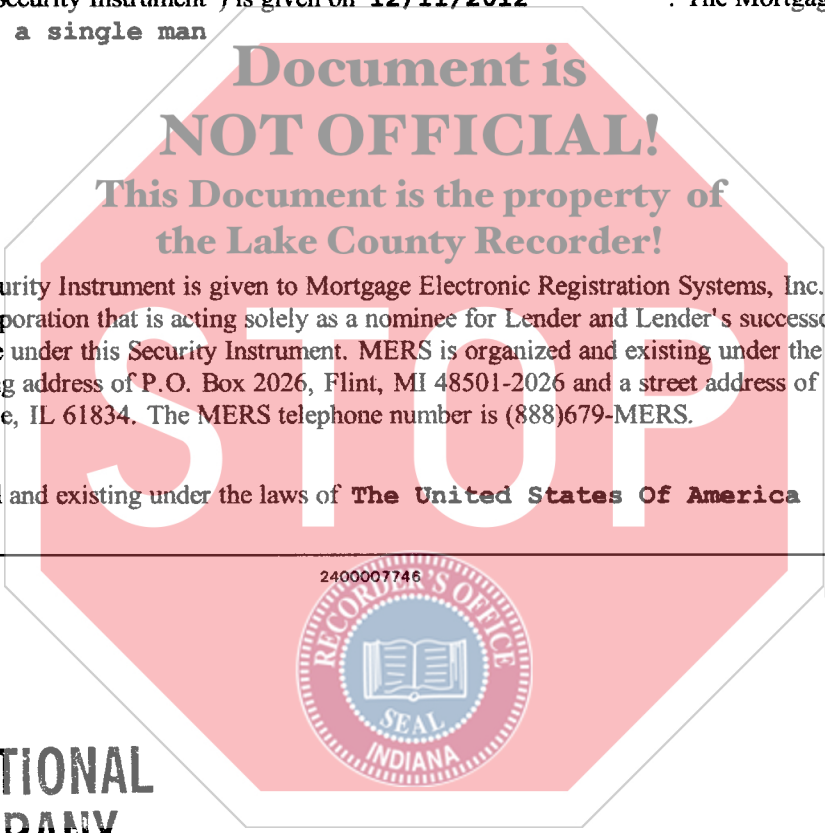 ecurity Instrument") is given on 12/11/2012 . The Mortgag
a single man
Document is
NOT OFFICIAL!
This Document is the property of
the Lake County Recorder!
urity Instrument is given to Mortgage Electronic Registration Systems, Inc.
poration that is acting solely as a nominee for Lender and Lender's successo
e under this Security Instrument. MERS is organized and existing under the
g address of P.O. Box 2026, Flint, MI 48501-2026 and a street address of
e, IL 61834. The MERS telephone number is (888)679-MERS.
STOP
l and existing under the laws of The United States Of America
2400007746
RECORDER'S OFFICE
SEAL
INDIANA
TIONAL
PANY